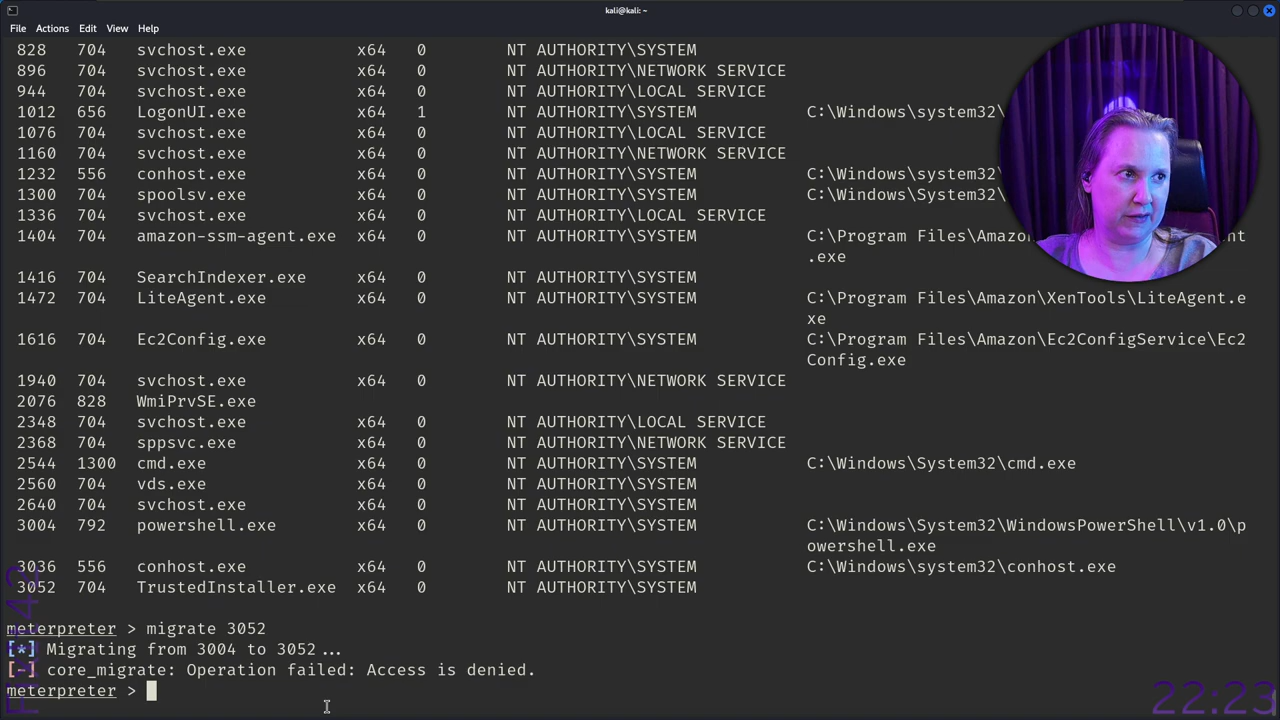 kali@kali: ~
File Actions Edit View Help
828 704 svchost.exe x64 0 NT AUTHORITY\SYSTEM
896 704 svchost.exe x64 0 NT AUTHORITY\NETWORK SERVICE
944 704 svchost.exe x64 0 NT AUTHORITY\LOCAL SERVICE
1012 656 LogonUI.exe x64 1 NT AUTHORITY\SYSTEM C:\Windows\system32\
1076 704 svchost.exe x64 0 NT AUTHORITY\LOCAL SERVICE
1160 704 svchost.exe x64 0 NT AUTHORITY\NETWORK SERVICE
1232 556 conhost.exe x64 0 NT AUTHORITY\SYSTEM C:\Windows\system32\
1300 704 spoolsv.exe x64 0 NT AUTHORITY\SYSTEM C:\Windows\System32\
1336 704 svchost.exe x64 0 NT AUTHORITY\LOCAL SERVICE
1404 704 amazon-ssm-agent.exe x64 0 NT AUTHORITY\SYSTEM C:\Program Files\Amazo nt
.exe
1416 704 SearchIndexer.exe x64 0 NT AUTHORITY\SYSTEM
1472 704 LiteAgent.exe x64 0 NT AUTHORITY\SYSTEM C:\Program Files\Amazon\XenTools\LiteAgent.e
xe
1616 704 Ec2Config.exe x64 0 NT AUTHORITY\SYSTEM C:\Program Files\Amazon\Ec2ConfigService\Ec2
Config.exe
1940 704 svchost.exe x64 0 NT AUTHORITY\NETWORK SERVICE
2076 828 WmiPrvSE.exe
2348 704 svchost.exe x64 0 NT AUTHORITY\LOCAL SERVICE
2368 704 sppsvc.exe x64 0 NT AUTHORITY\NETWORK SERVICE
2544 1300 cmd.exe x64 0 NT AUTHORITY\SYSTEM C:\Windows\System32\cmd.exe
2560 704 vds.exe x64 0 NT AUTHORITY\SYSTEM
2640 704 svchost.exe x64 0 NT AUTHORITY\SYSTEM
3004 792 powershell.exe x64 0 NT AUTHORITY\SYSTEM C:\Windows\System32\WindowsPowerShell\v1.0\p
owershell.exe
3036 556 conhost.exe x64 0 NT AUTHORITY\SYSTEM C:\Windows\system32\conhost.exe
3052 704 TrustedInstaller.exe x64 0 NT AUTHORITY\SYSTEM
meterpreter > migrate 3052
[*] Migrating from 3004 to 3052...
[-] core_migrate: Operation failed: Access is denied.
meterpreter >
22:23